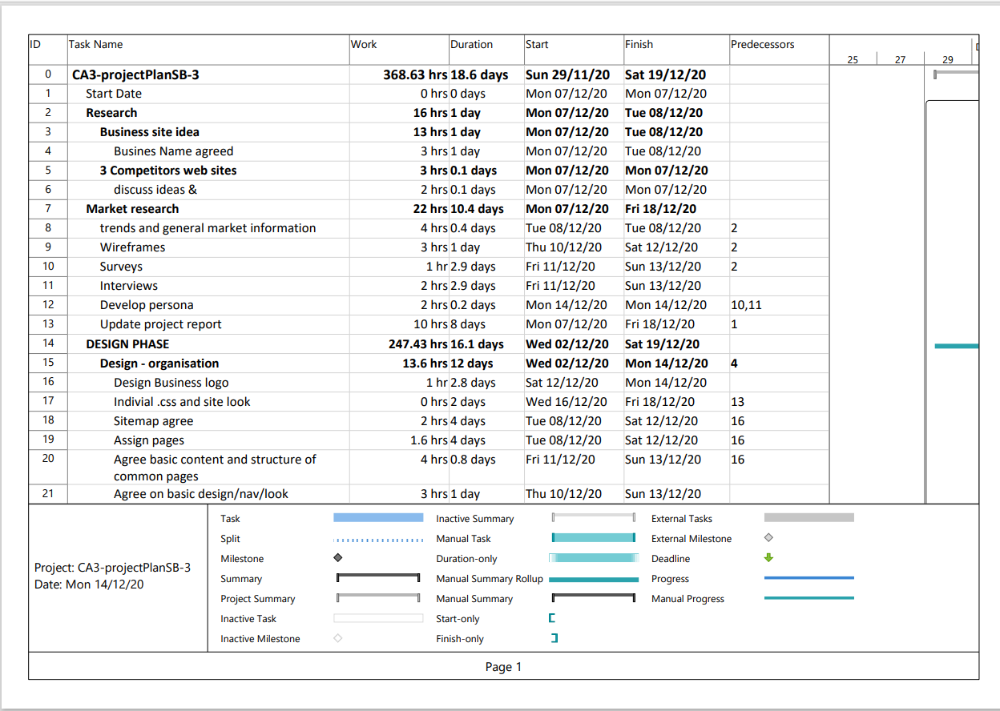 ID Task Name Work Duration Start Finish Predecessors
25 27 29
0 CA3-projectPlanSB-3 368.63 hrs 18.6 days Sun 29/11/20 Sat 19/12/20
1 Start Date 0 hrs 0 days Mon 07/12/20 Mon 07/12/20
2 Research 16 hrs 1 day Mon 07/12/20 Tue 08/12/20
3 Business site idea 13 hrs 1 day Mon 07/12/20 Tue 08/12/20
4 Busines Name agreed 3 hrs 1 day Mon 07/12/20 Tue 08/12/20
5 3 Competitors web sites 3 hrs 0.1 days Mon 07/12/20 Mon 07/12/20
6 discuss ideas & 2 hrs 0.1 days Mon 07/12/20 Mon 07/12/20
7 Market research 22 hrs 10.4 days Mon 07/12/20 Fri 18/12/20
8 trends and general market information 4 hrs 0.4 days Tue 08/12/20 Tue 08/12/20 2
9 Wireframes 3 hrs 1 day Thu 10/12/20 Sat 12/12/20 2
10 Surveys 1 hr 2.9 days Fri 11/12/20 Sun 13/12/20 2
11 Interviews 2 hrs 2.9 days Fri 11/12/20 Sun 13/12/20
12 Develop persona 2 hrs 0.2 days Mon 14/12/20 Mon 14/12/20 10,11
13 Update project report 10 hrs 8 days Mon 07/12/20 Fri 18/12/20 1
14 DESIGN PHASE 247.43 hrs 16.1 days Wed 02/12/20 Sat 19/12/20
15 Design - organisation 13.6 hrs 12 days Wed 02/12/20 Mon 14/12/20 4
16 Design Business logo 1 hr 2.8 days Sat 12/12/20 Mon 14/12/20
17 Indivial .css and site look 0 hrs 2 days Wed 16/12/20 Fri 18/12/20 13
18 Sitemap agree 2 hrs 4 days Tue 08/12/20 Sat 12/12/20 16
19 Assign pages 1.6 hrs 4 days Tue 08/12/20 Sat 12/12/20 16
20 Agree basic content and structure of 4 hrs 0.8 days Fri 11/12/20 Sun 13/12/20 16
common pages
21 Agree on basic design/nav/look 3 hrs 1 day Thu 10/12/20 Sun 13/12/20
Project: CA3-projectPlanSB-3
Date: Mon 14/12/20
Task Inactive Summary External Tasks
Split Manual Task External Milestone
Milestone Duration-only Deadline
Summary Manual Summary Rollup Progress
Project Summary Manual Summary Manual Progress
Inactive Task Start-only
Inactive Milestone Finish-only
Page 1